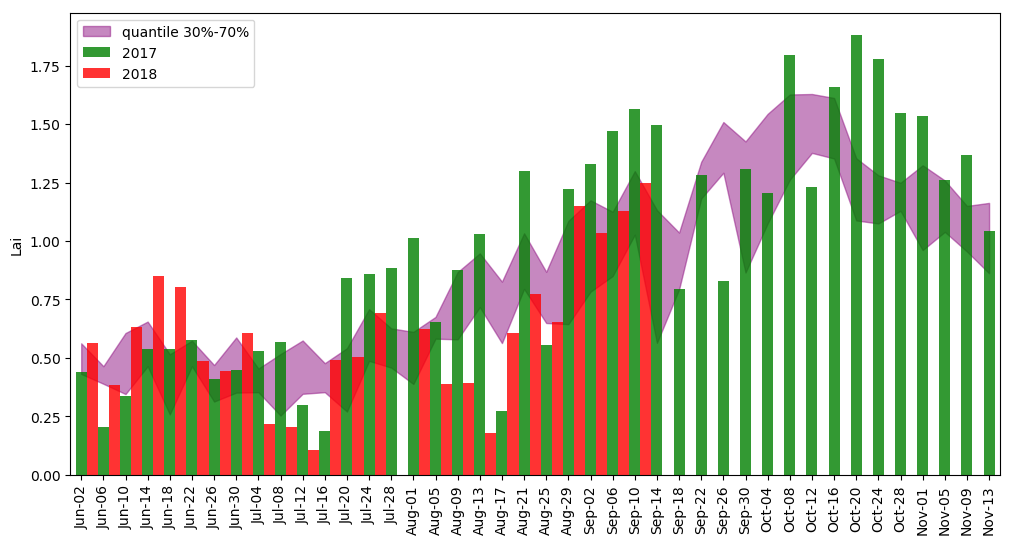 quantile 30%-70%
2017
2018
Lai
1.75
1.50
1.25
1.00
0.75
0.50
0.25
0.00
Jun-02
Jun-06
Jun-10
Jun-14
Jun-18
Jun-22
Jun-26
Jun-30
Jul-04
Jul-08
Jul-12
Jul-16
Jul-20
Jul-24
Jul-28
Aug-01
Aug-05
Aug-09
Aug-13
Aug-17
Aug-21
Aug-25
Aug-29
Sep-02
Sep-06
Sep-10
Sep-14
Sep-18
Sep-22
Sep-26
Sep-30
Oct-04
Oct-08
Oct-12
Oct-16
Oct-20
Oct-24
Oct-28
Nov-01
Nov-05
Nov-09
Nov-13